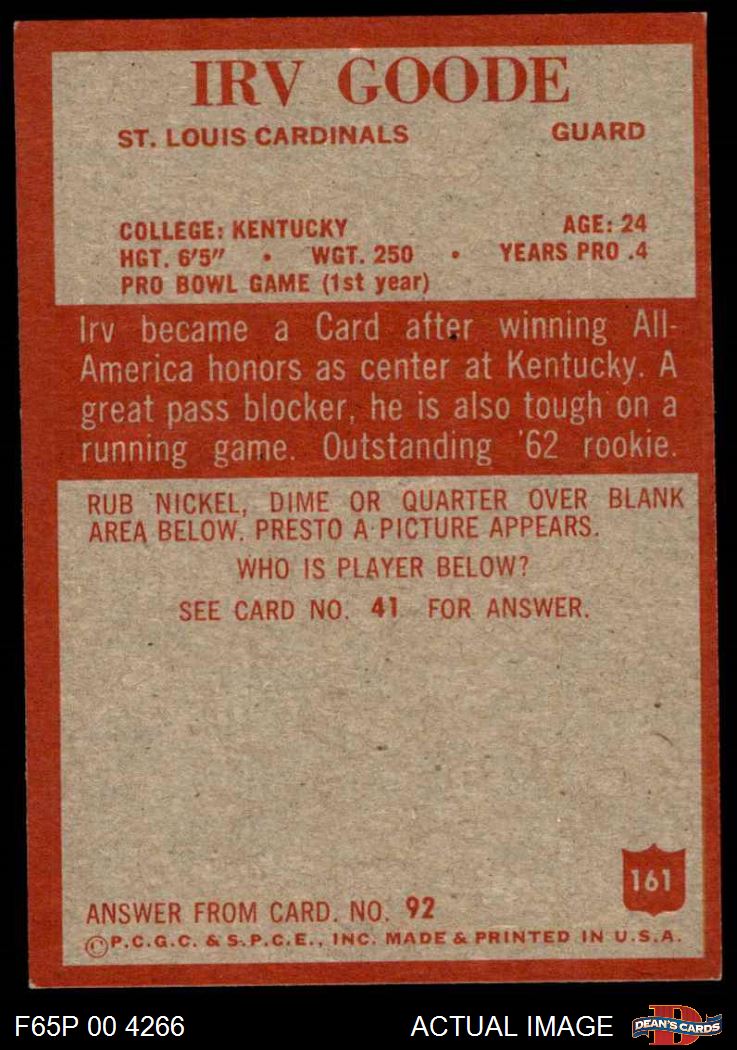 IRV GOODE
ST. LOUIS CARDINALS GUARD
COLLEGE: KENTUCKY AGE: 24
HGT. 6'5" • WGT. 250 • YEARS PRO .4
PRO BOWL GAME (1st year)
Irv became a Card after winning All-
America honors as center at Kentucky. A
great pass blocker, he is also tough on a
running game. Outstanding '62 rookie.
RUB NICKEL, DIME OR QUARTER OVER BLANK
AREA BELOW. PRESTO A PICTURE APPEARS.
WHO IS PLAYER BELOW?
SEE CARD NO. 41 FOR ANSWER.
161
ANSWER FROM CARD. NO. 92
©P.C.G.C. & S.P.C.E., INC. MADE & PRINTED IN U.S.A.
F65P 00 4266 ACTUAL IMAGE DEAN'S CARDS